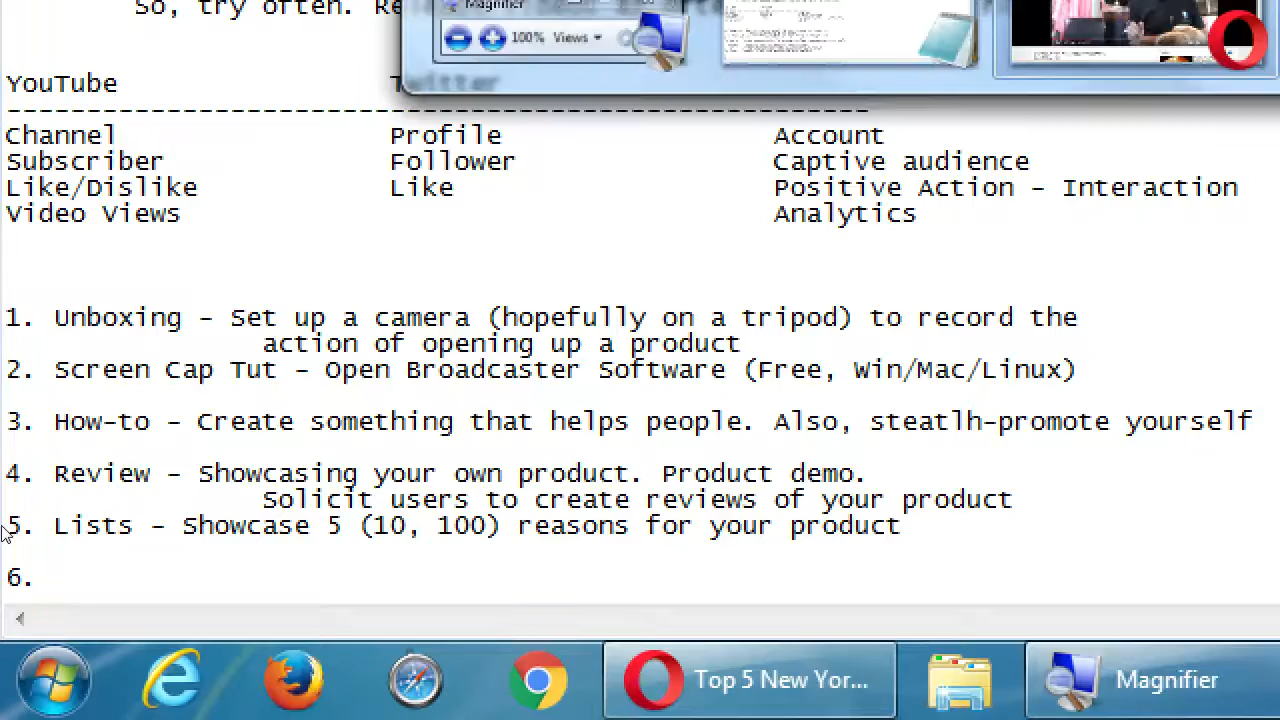 So, try often. Re
Magnifier
100% Views
YouTube Twitter
--------------------------------------------------------
Channel Profile Account
Subscriber Follower Captive audience
Like/Dislike Like Positive Action - Interaction
Video Views Analytics
1. Unboxing - Set up a camera (hopefully on a tripod) to record the
action of opening up a product
2. Screen Cap Tut - Open Broadcaster Software (Free, Win/Mac/Linux)
3. How-to - Create something that helps people. Also, steatlh-promote yourself
4. Review - Showcasing your own product. Product demo.
Solicit users to create reviews of your product
5. Lists - Showcase 5 (10, 100) reasons for your product
6.
Top 5 New Yor... Magnifier